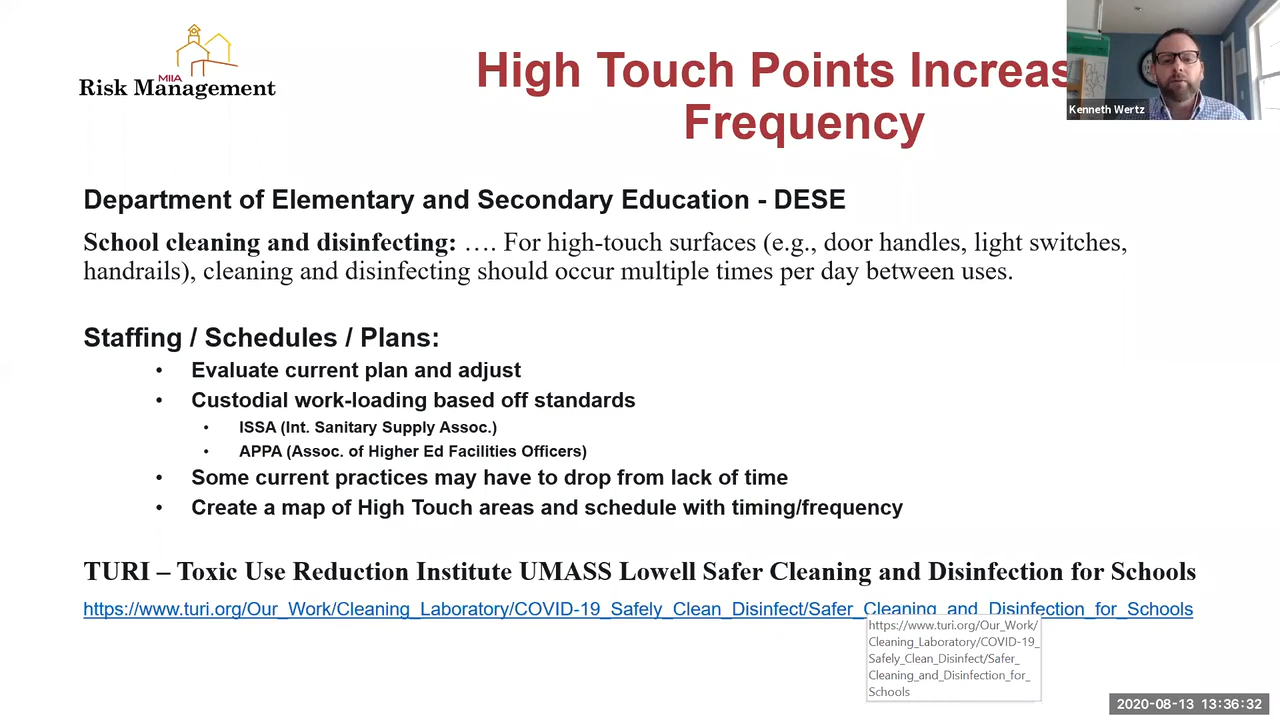 MIIA
Risk Management
High Touch Points Increas
Frequency
Kenneth Wertz
Department of Elementary and Secondary Education - DESE
School cleaning and disinfecting: …. For high-touch surfaces (e.g., door handles, light switches,
handrails), cleaning and disinfecting should occur multiple times per day between uses.
Staffing / Schedules / Plans:
• Evaluate current plan and adjust
• Custodial work-loading based off standards
• ISSA (Int. Sanitary Supply Assoc.)
• APPA (Assoc. of Higher Ed Facilities Officers)
• Some current practices may have to drop from lack of time
• Create a map of High Touch areas and schedule with timing/frequency
TURI – Toxic Use Reduction Institute UMASS Lowell Safer Cleaning and Disinfection for Schools
https://www.turi.org/Our_Work/Cleaning_Laboratory/COVID-19_Safely_Clean_Disinfect/Safer_Cleaning_and_Disinfection_for_Schools
https://www.turi.org/Our_Work/
Cleaning_Laboratory/COVID-19_
Safely_Clean_Disinfect/Safer_
Cleaning_and_Disinfection_for_
Schools
2020-08-13 13:36:32